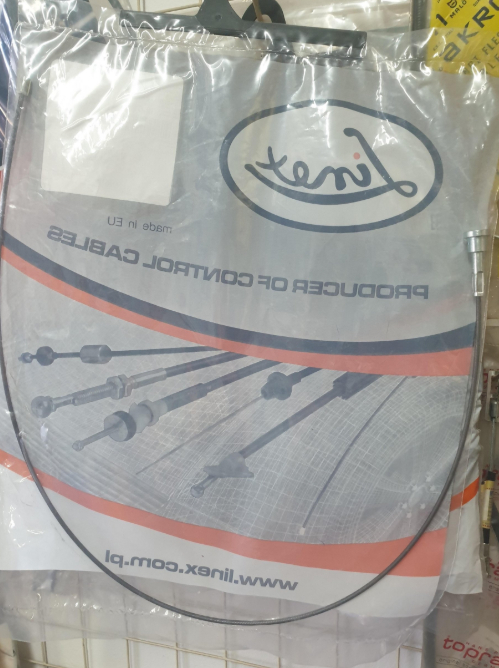 Linex
made in EU
PRODUCER OF CONTROL CABLES
www.linex.com.pl